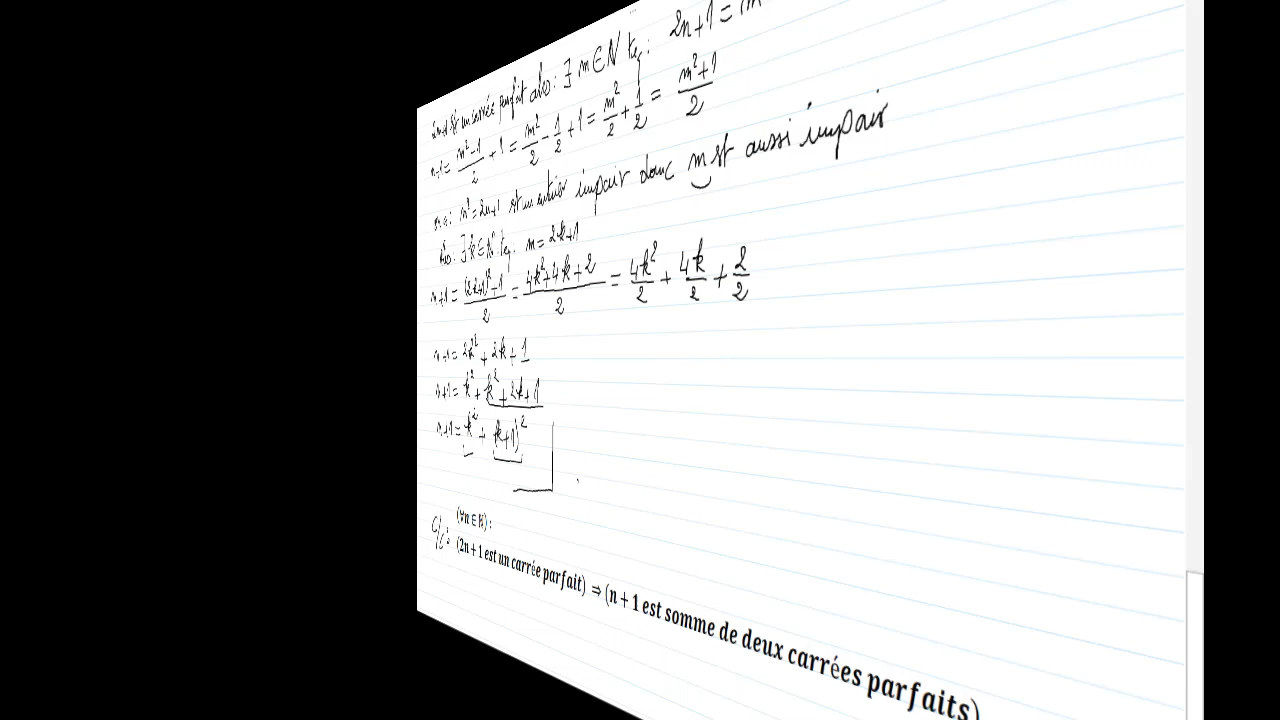 2n+1 est un carrée parfait alors : ∃ m ∈ N tq : 2n+1 = m
n+1 = (m²-1)/2 + 1 = m²/2 - 1/2 + 1 = m²/2 + 1/2 = (m²+1)/2
on a : m² = 2n+1 est un entier impair donc m est aussi impair
Alors : ∃ k ∈ N tq : m = 2k+1
n+1 = ((2k+1)²+1)/2 = (4k²+4k+2)/2 = 4k²/2 + 4k/2 + 2/2
n+1 = 2k² + 2k + 1
n+1 = k² + k² + 2k + 1
n+1 = k² + (k+1)²
C/c : (∀n ∈ N) :
(2n + 1 est un carrée parfait) ⇒ (n + 1 est somme de deux carrées parfaits)